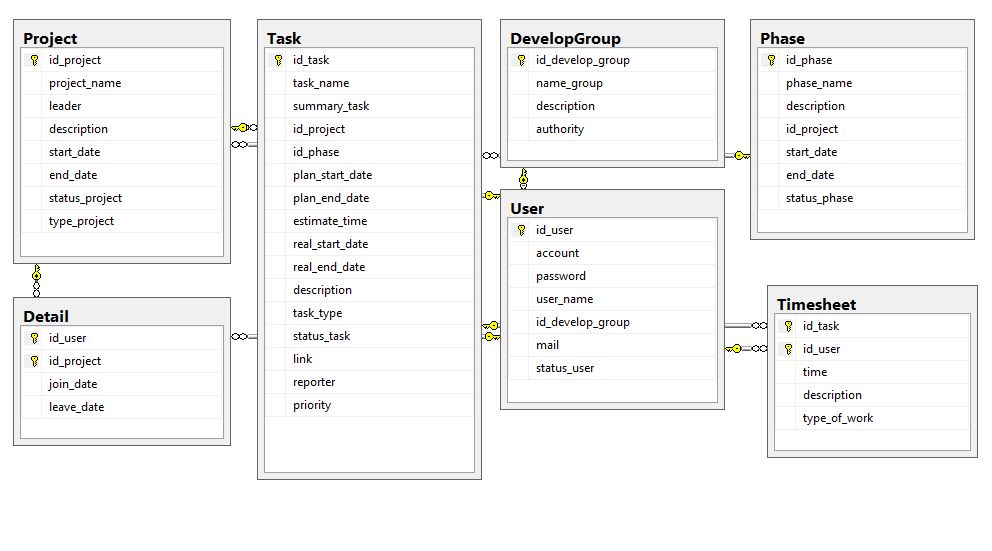 Project
id_project
project_name
leader
description
start_date
end_date
status_project
type_project
Task
id_task
task_name
summary_task
id_project
id_phase
plan_start_date
plan_end_date
estimate_time
real_start_date
real_end_date
description
task_type
status_task
link
reporter
priority
DevelopGroup
id_develop_group
name_group
description
authority
Phase
id_phase
phase_name
description
id_project
start_date
end_date
status_phase
Detail
id_user
id_project
join_date
leave_date
User
id_user
account
password
user_name
id_develop_group
mail
status_user
Timesheet
id_task
id_user
time
description
type_of_work